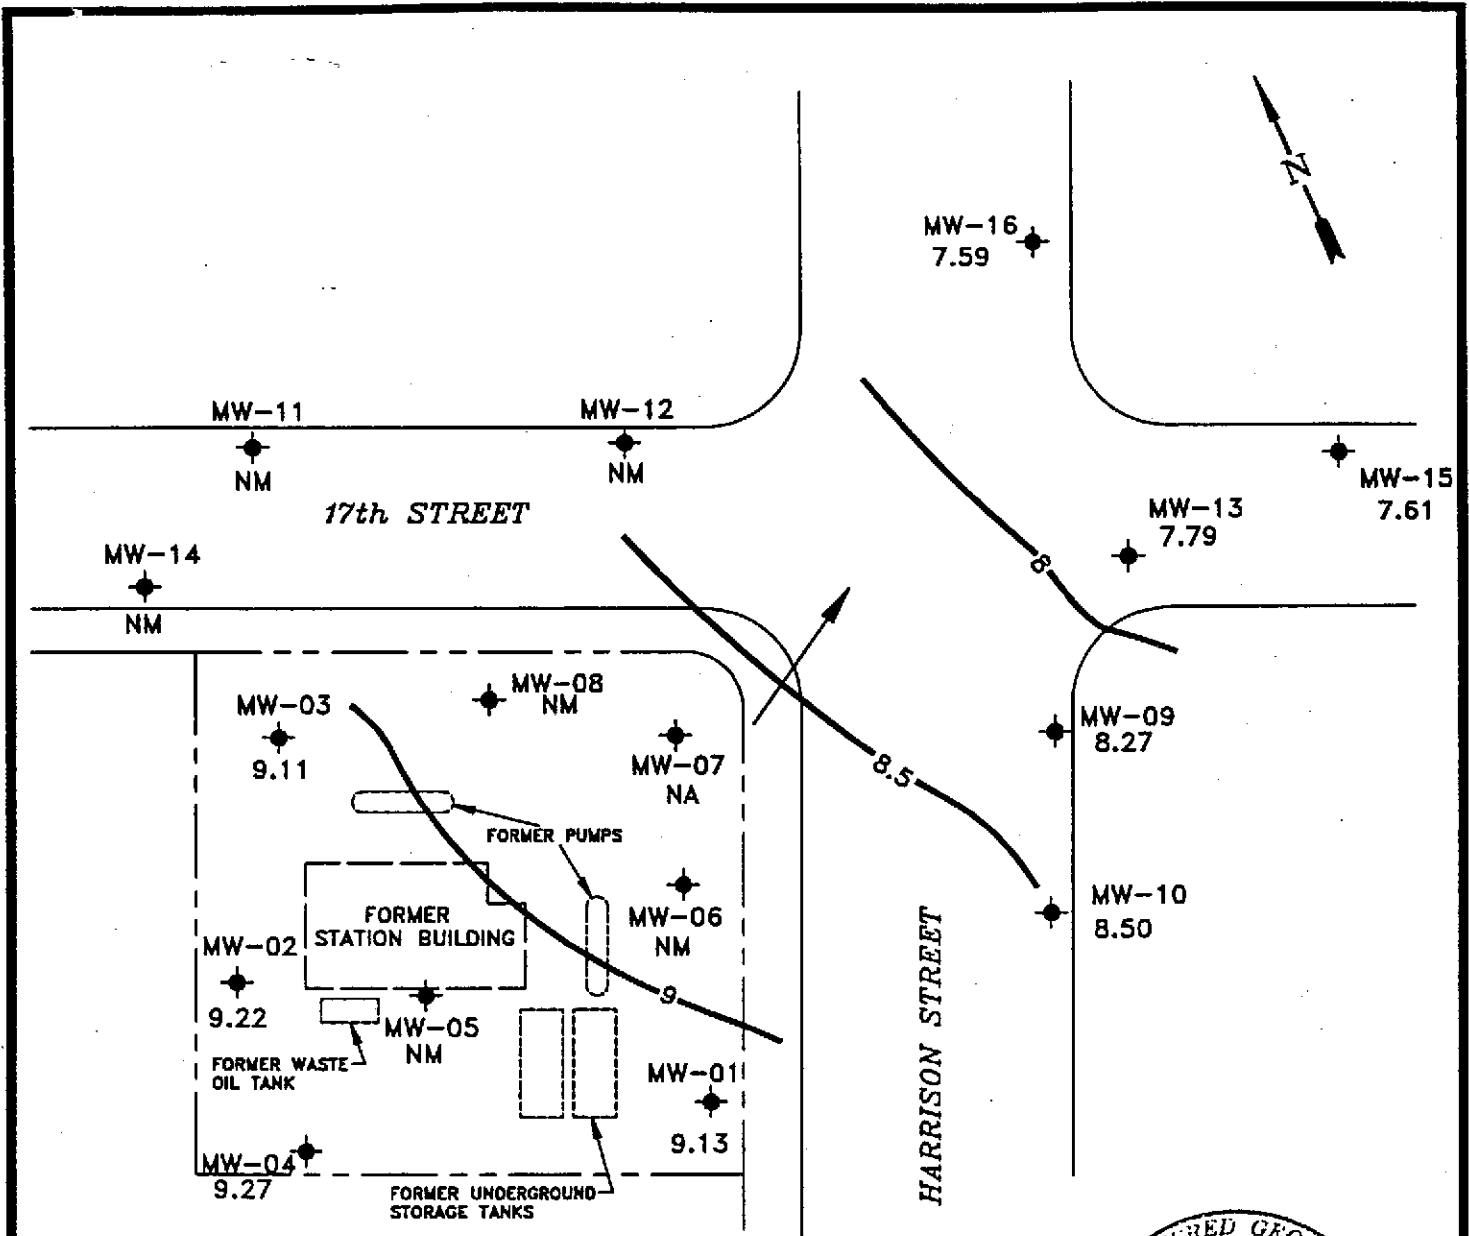 N
MW-16
7.59
MW-11
NM
MW-12
NM
MW-15
7.61
17th STREET
MW-13
7.79
MW-14
NM
8
MW-03
9.11
MW-08
NM
MW-07
NA
MW-09
8.27
8.5
FORMER PUMPS
MW-10
8.50
FORMER
STATION BUILDING
MW-06
NM
MW-02
9.22
9
MW-05
NM
FORMER WASTE
OIL TANK
MW-01
9.13
HARRISON STREET
MW-04
9.27
FORMER UNDERGROUND
STORAGE TANKS